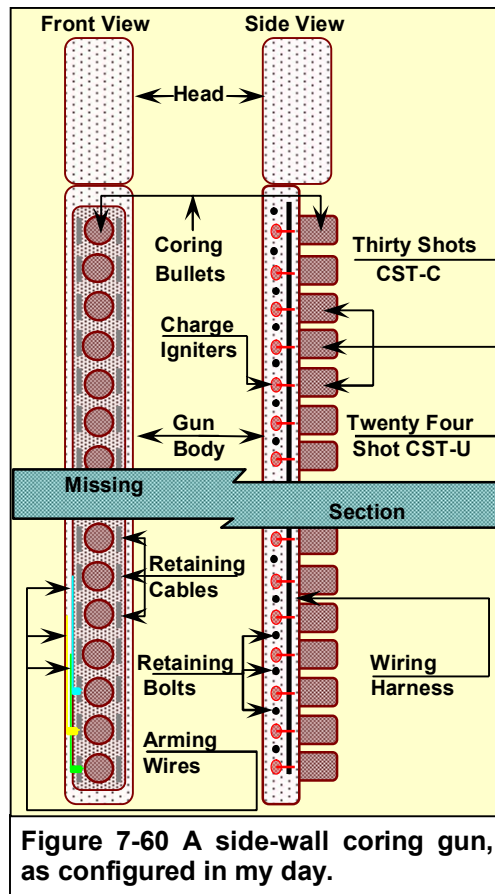 Front View
Side View
Head
Coring
Bullets
Thirty Shots
CST-C
Charge
Igniters
Gun
Body
Twenty Four
Shot CST-U
Missing
Section
Retaining
Cables
Retaining
Bolts
Wiring
Harness
Arming
Wires
Figure 7-60 A side-wall coring gun,
as configured in my day.